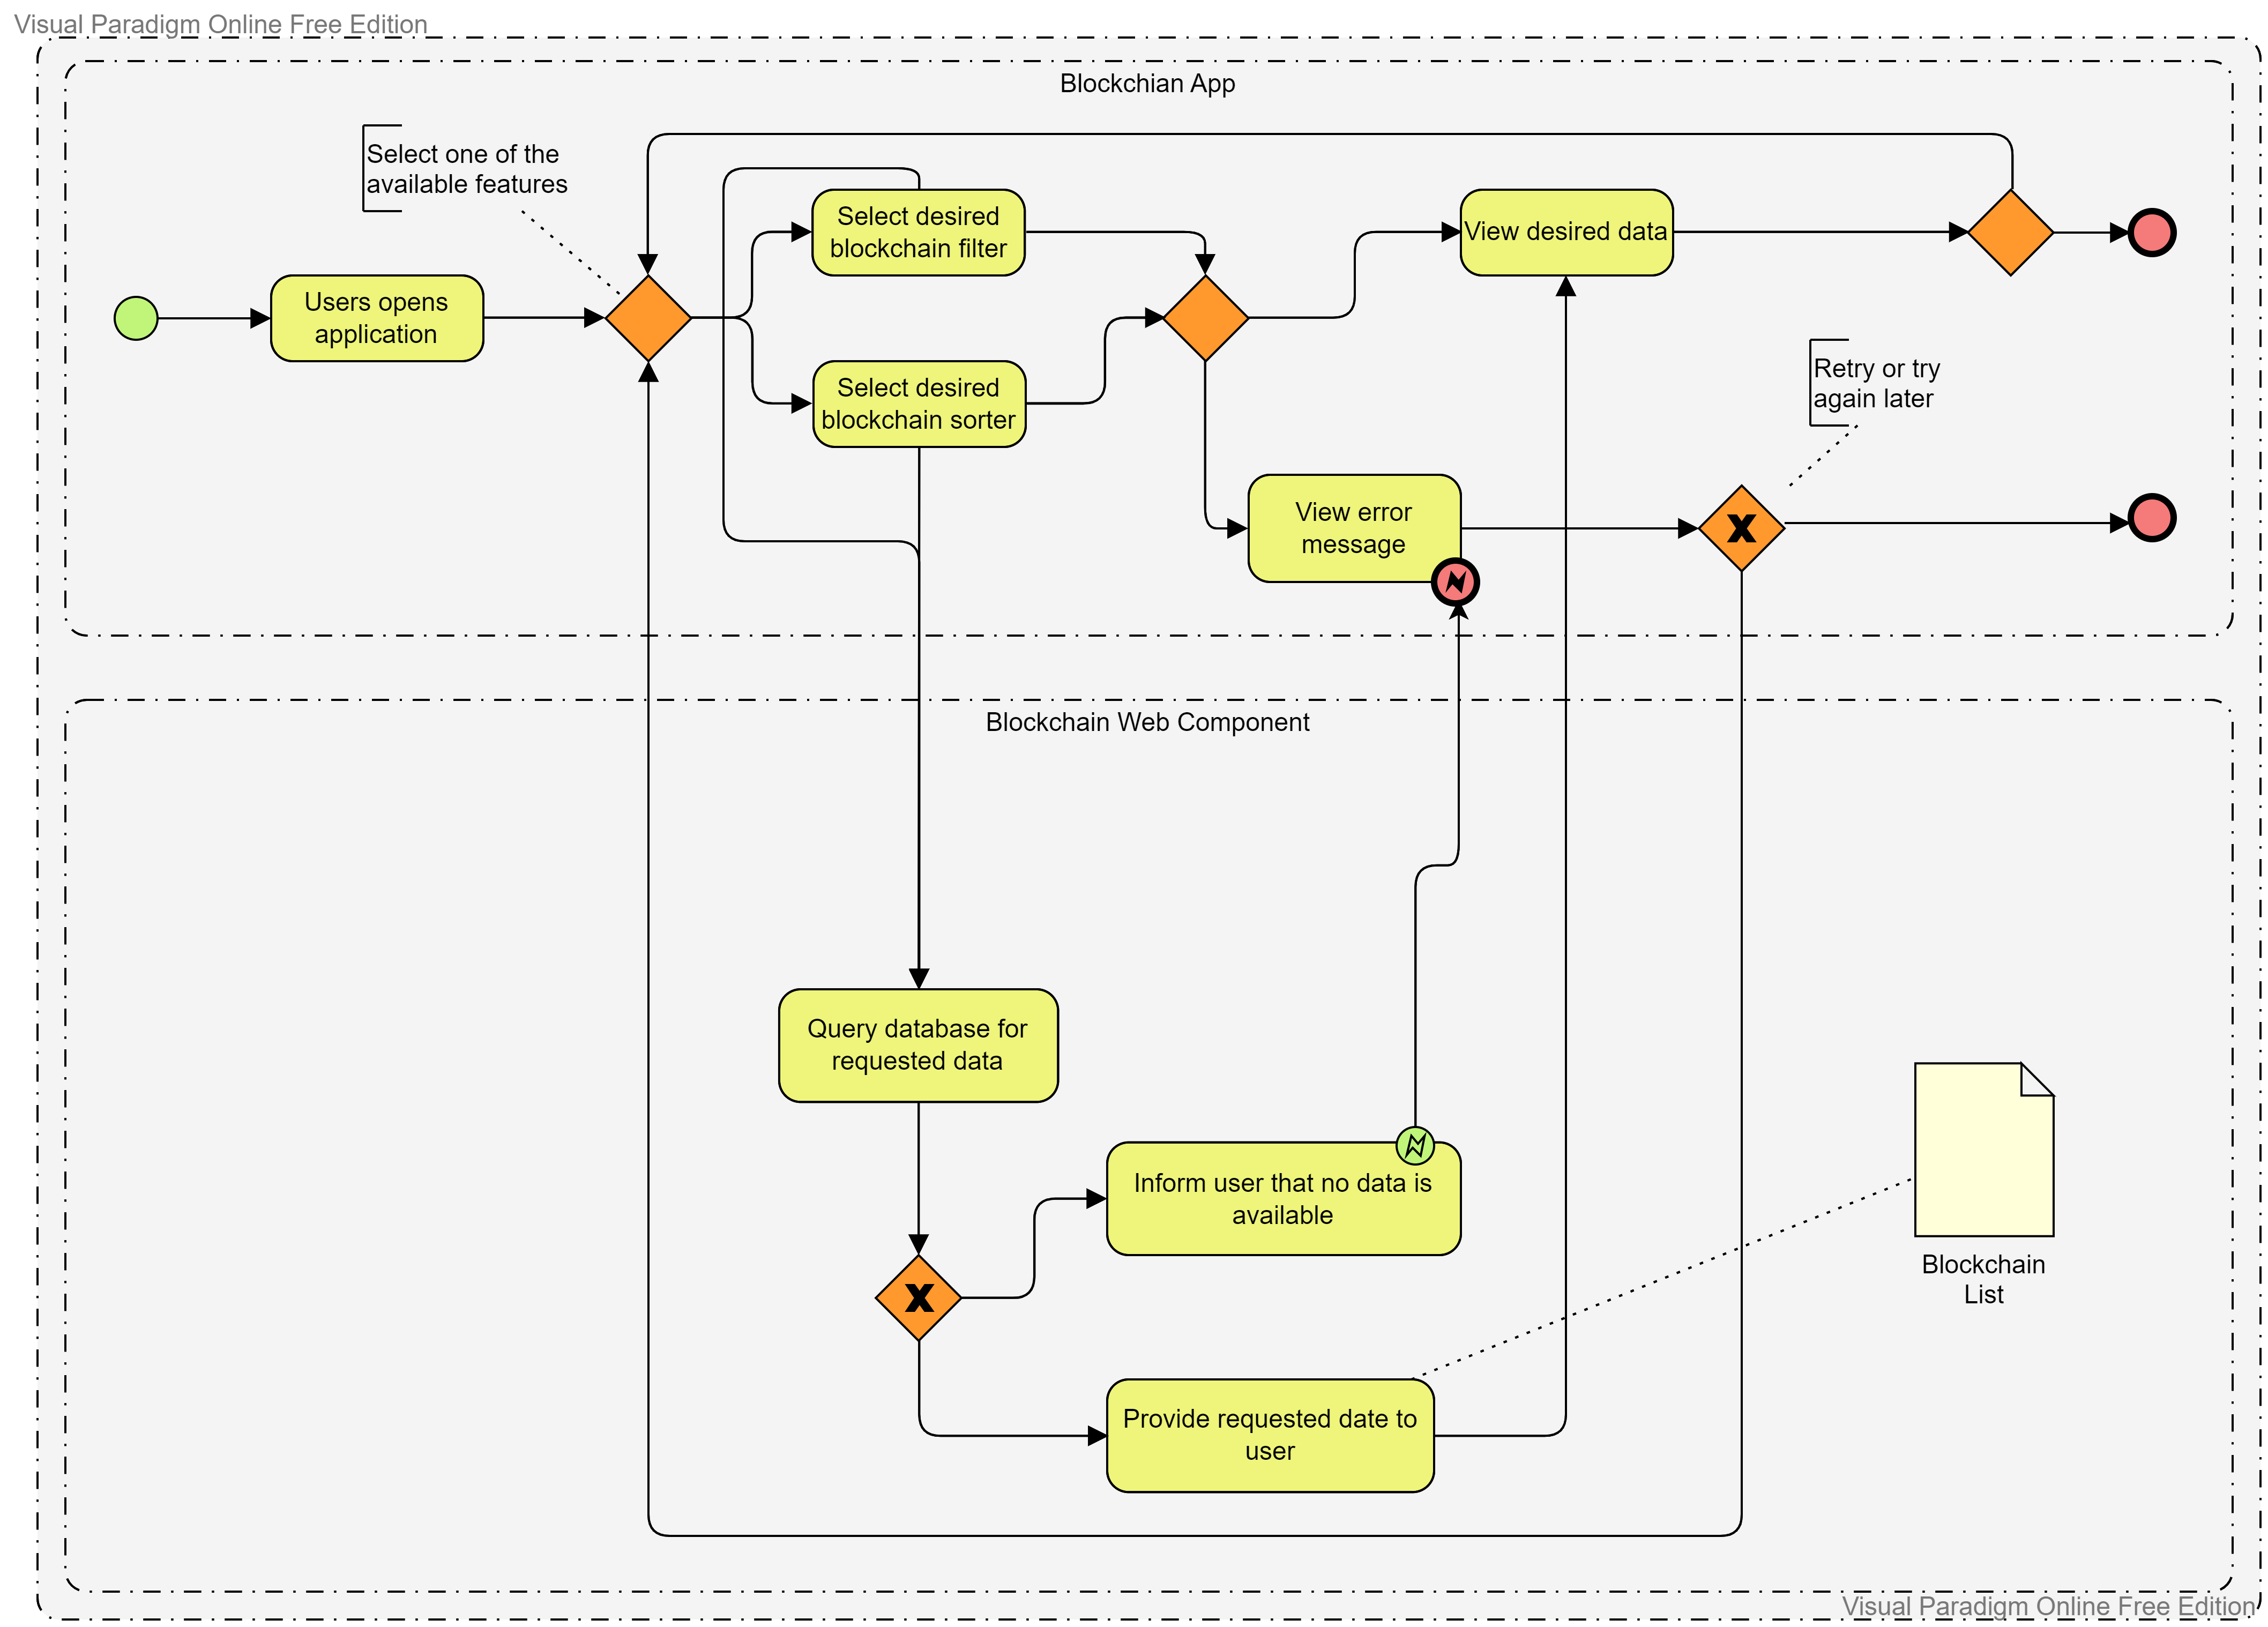 Visual Paradigm Online Free Edition
Blockchian App
Select one of the
available features
Users opens
application
Select desired
blockchain filter
Select desired
blockchain sorter
View desired data
Retry or try
again later
View error
message
X
Blockchain Web Component
Query database for
requested data
Inform user that no data is
available
X
Provide requested date to
user
Blockchain
List
Visual Paradigm Online Free Edition